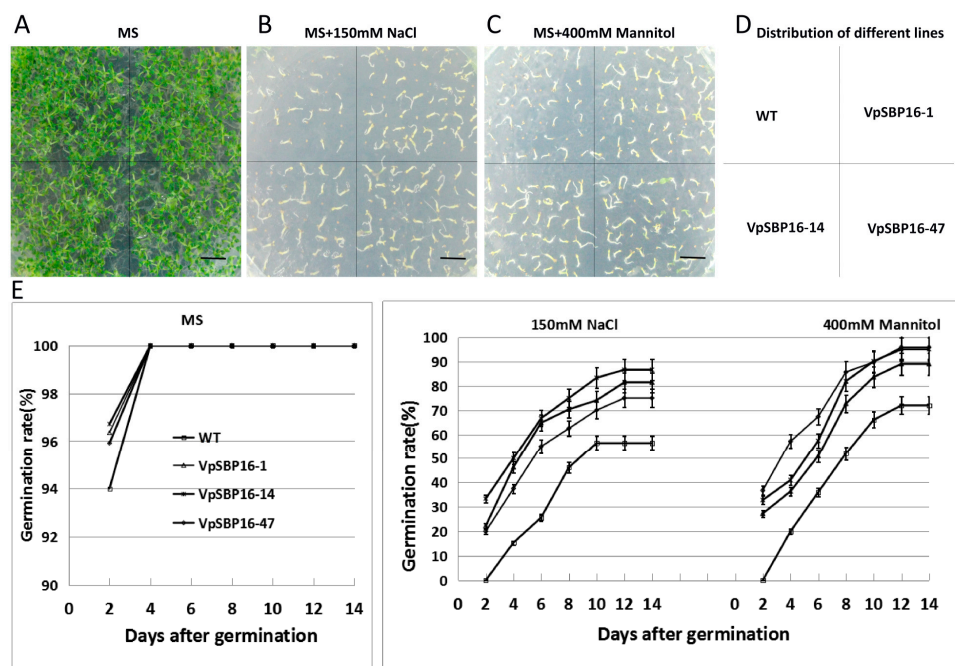 A
MS
B
MS+150mM NaCl
C
MS+400mM Mannitol
D
Distribution of different lines
WT
VpSBP16-1
VpSBP16-14
VpSBP16-47
E
MS
Germination rate(%)
100
98
96
94
92
90
WT
VpSBP16-1
VpSBP16-14
VpSBP16-47
0 2 4 6 8 10 12 14
Days after germination
150mM NaCl
400mM Mannitol
Germination rate(%)
100
90
80
70
60
50
40
30
20
10
0
0 2 4 6 8 10 12 14 0 2 4 6 8 10 12 14
Days after germination